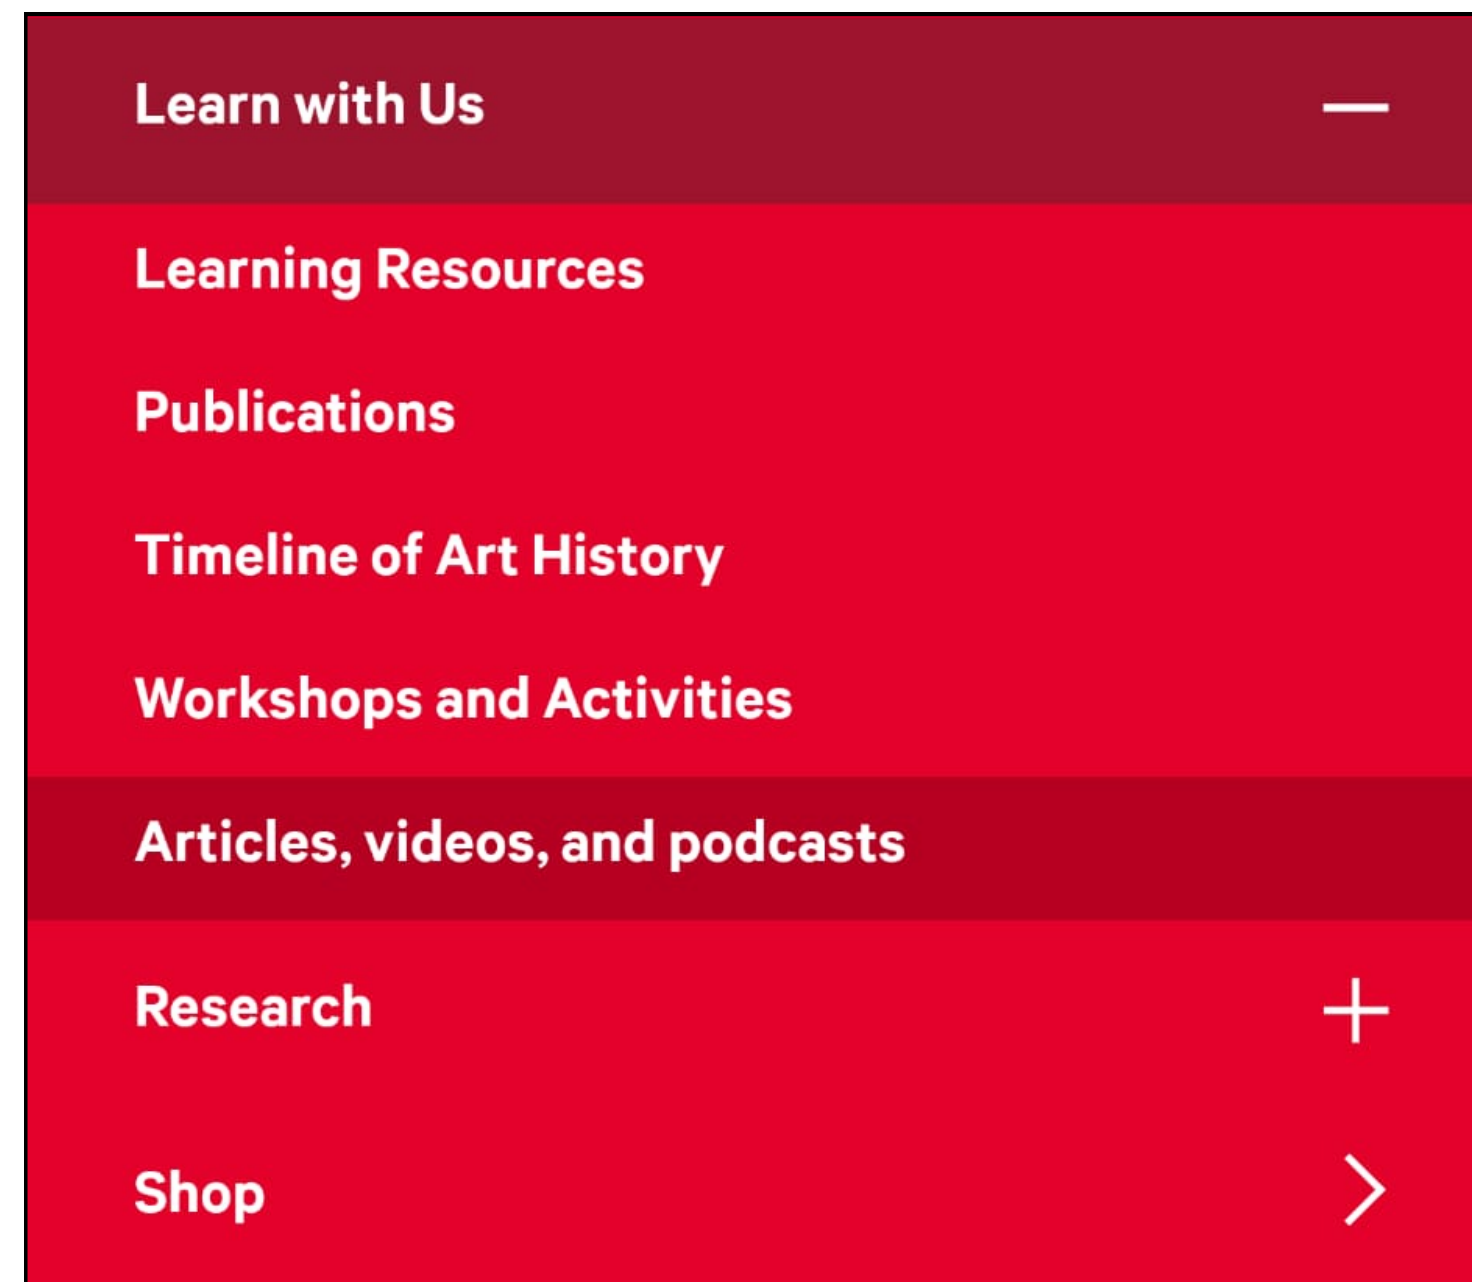 Learn with Us
Learning Resources
Publications
Timeline of Art History
Workshops and Activities
Articles, videos, and podcasts
Research
Shop